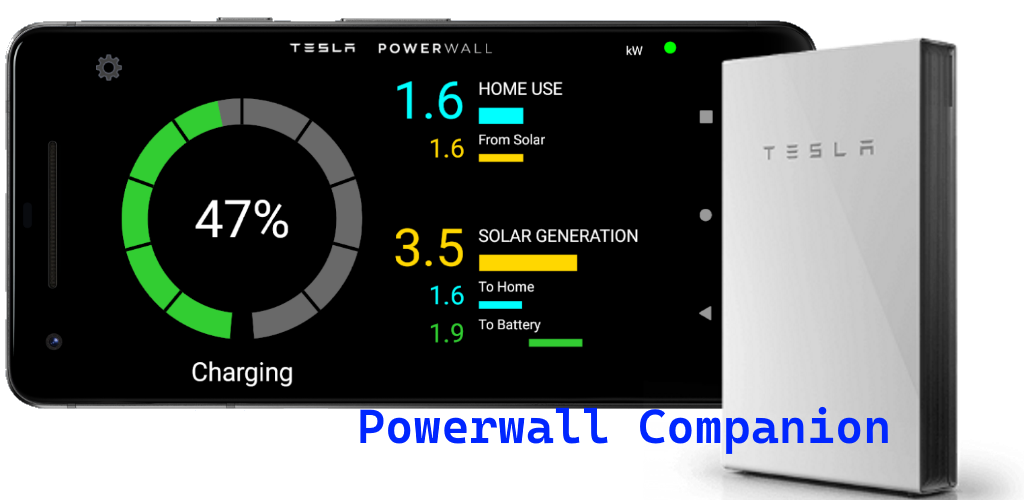 TESLA POWERWALL
kW
47%
Charging
1.6 HOME USE
1.6 From Solar
3.5 SOLAR GENERATION
1.6 To Home
1.9 To Battery
TESLA
Powerwall Companion